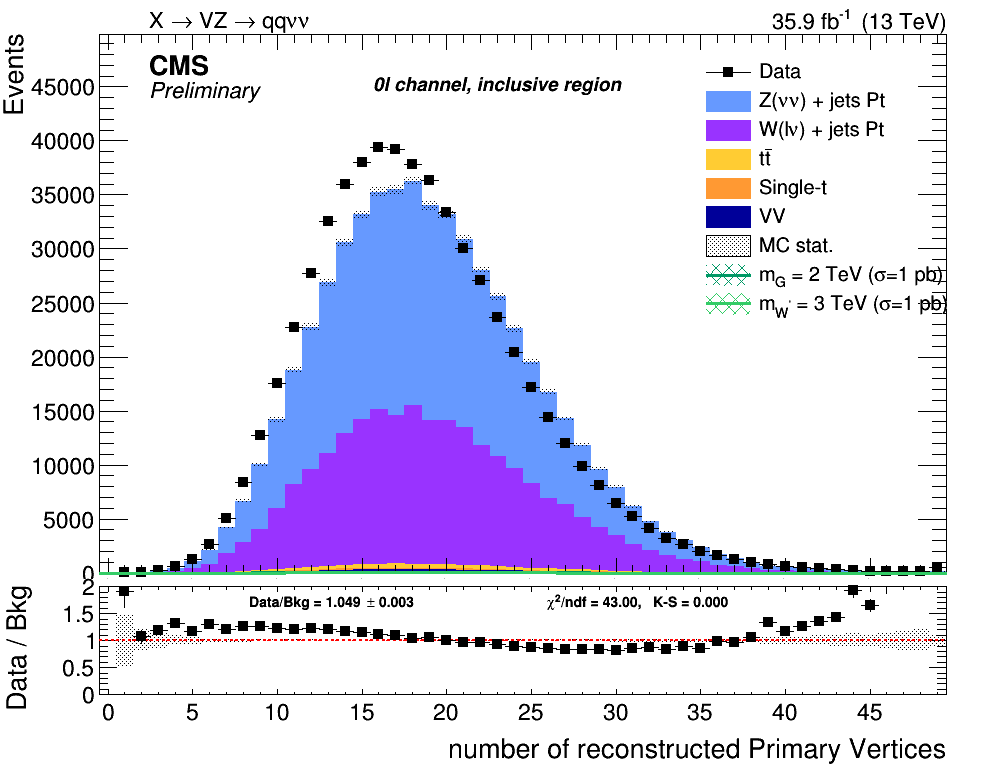 X → VZ → qqνν
35.9 fb⁻¹ (13 TeV)
Events
CMS
Preliminary
0l channel, inclusive region
Data
Z(νν) + jets Pt
W(lν) + jets Pt
tt̄
Single-t
VV
MC stat.
m_G = 2 TeV (σ=1 pb)
m_W' = 3 TeV (σ=1 pb)
45000
40000
35000
30000
25000
20000
15000
10000
5000
0
Data / Bkg
Data/Bkg = 1.049 ± 0.003
χ²/ndf = 43.00, K-S = 0.000
2
1.5
1
0.5
0
0 5 10 15 20 25 30 35 40 45
number of reconstructed Primary Vertices